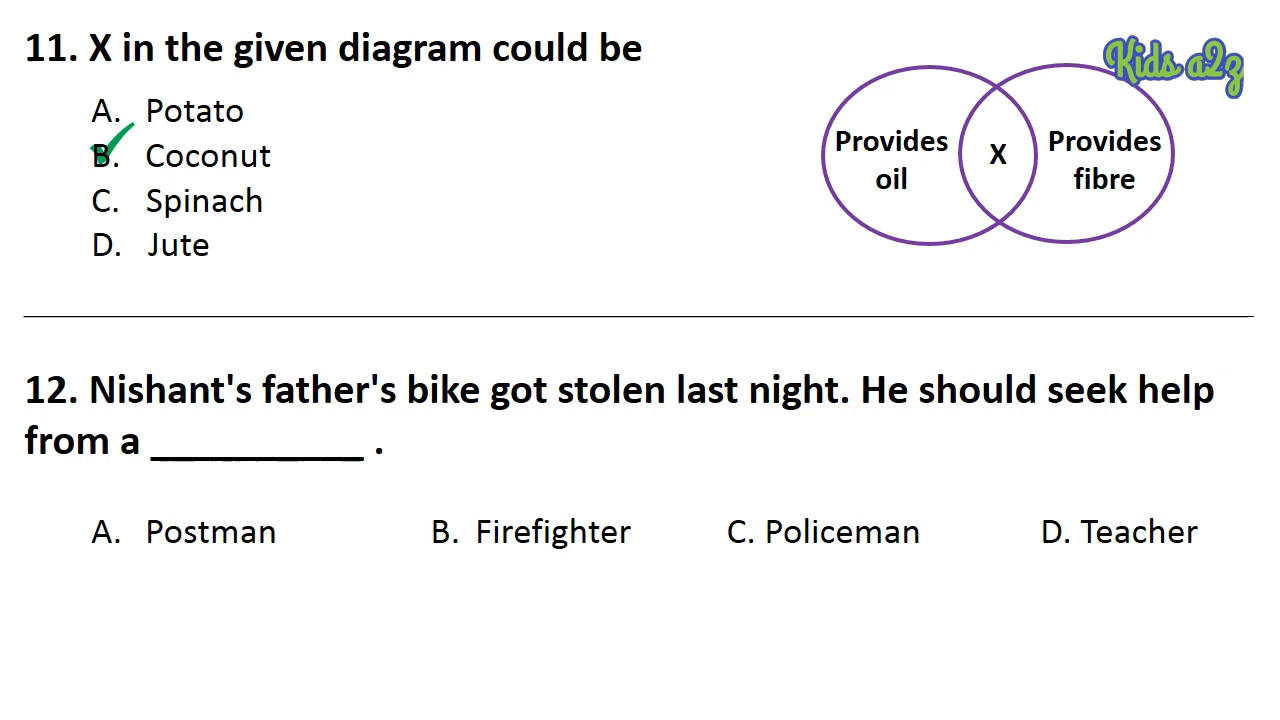 11. X in the given diagram could be
Kids a2z
A. Potato
B. Coconut
C. Spinach
D. Jute
Provides
oil
X
Provides
fibre
12. Nishant's father's bike got stolen last night. He should seek help
from a __________ .
A. Postman B. Firefighter C. Policeman D. Teacher